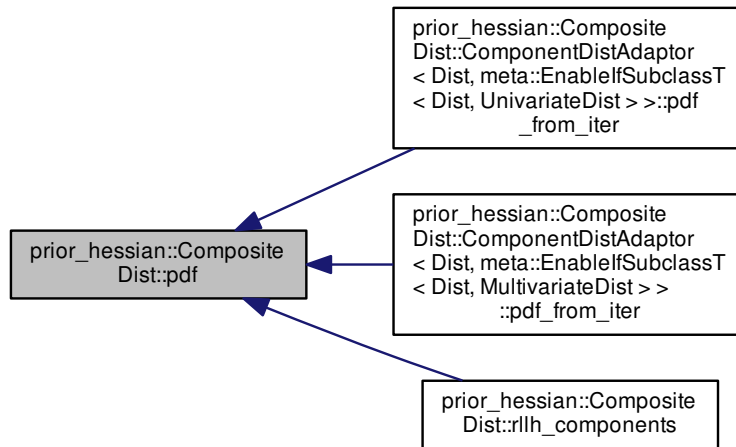 prior_hessian::Composite
Dist::ComponentDistAdaptor
< Dist, meta::EnableIfSubclassT
< Dist, UnivariateDist > >::pdf
_from_iter
prior_hessian::Composite
Dist::pdf
prior_hessian::Composite
Dist::ComponentDistAdaptor
< Dist, meta::EnableIfSubclassT
< Dist, MultivariateDist > >
::pdf_from_iter
prior_hessian::Composite
Dist::rllh_components